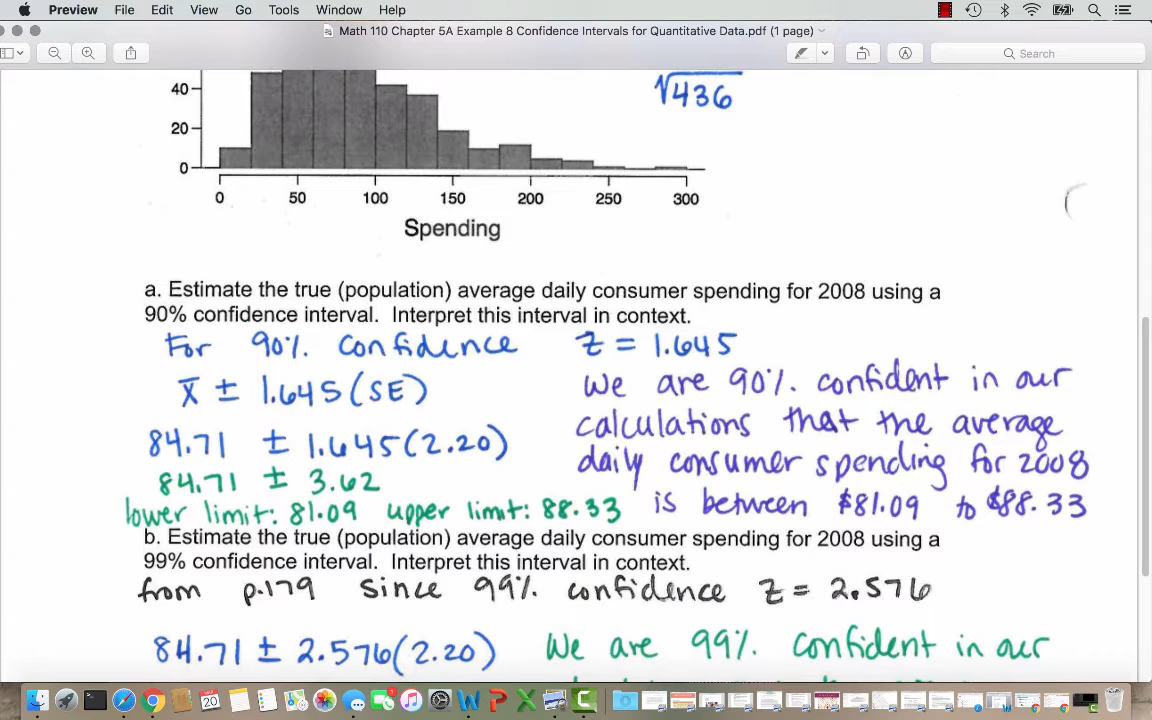 Preview File Edit View Go Tools Window Help
Math 110 Chapter 5A Example 8 Confidence Intervals for Quantitative Data.pdf (1 page)
Search
40
20
0
√436
0 50 100 150 200 250 300
Spending
a. Estimate the true (population) average daily consumer spending for 2008 using a
90% confidence interval. Interpret this interval in context.
For 90% confidence z = 1.645
x̄ ± 1.645(SE)
84.71 ± 1.645(2.20)
84.71 ± 3.62
lower limit: 81.09 upper limit: 88.33
We are 90% confident in our
calculations that the average
daily consumer spending for 2008
is between $81.09 to $88.33
b. Estimate the true (population) average daily consumer spending for 2008 using a
99% confidence interval. Interpret this interval in context.
from p.179 since 99% confidence z = 2.576
84.71 ± 2.576(2.20)
We are 99% confident in our
20